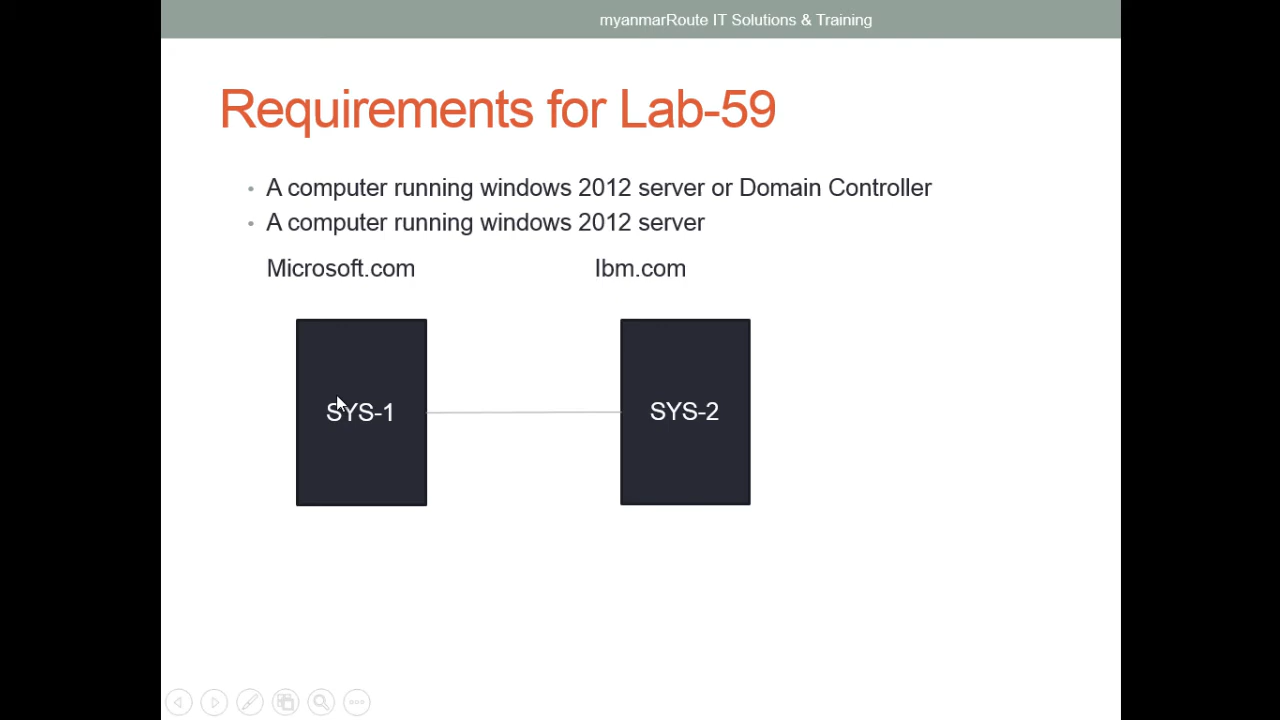 myanmarRoute IT Solutions & Training
Requirements for Lab-59
• A computer running windows 2012 server or Domain Controller
• A computer running windows 2012 server
Microsoft.com Ibm.com
SYS-1 SYS-2